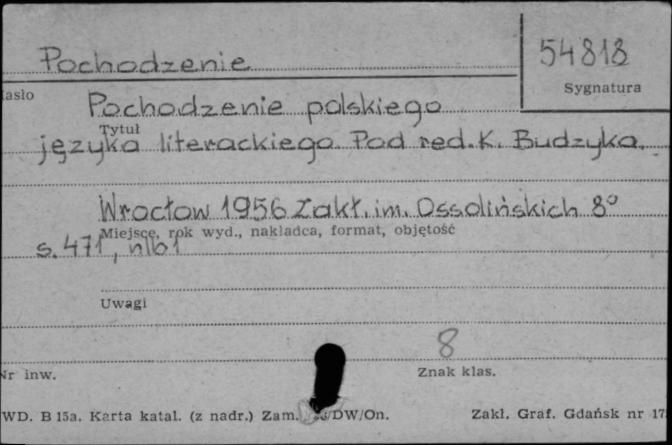 Pochodzenie
54818
Sygnatura
asło
Pochodzenie polskiego
Tytuł
języka literackiego. Pod red. K. Budzyka.
Wrocław 1956 Zakł. im. Ossolińskich 8°
Miejsce, rok wyd., nakładca, format, objętość
s. 471, nlb 1
Uwagi
8
Nr inw.
Znak klas.
WD. B 15a. Karta katal. (z nadr.) Zam. /DW/On.
Zakł. Graf. Gdańsk nr 17